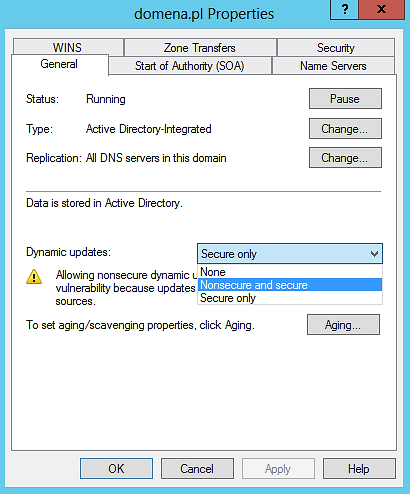 domena.pl Properties
? x
WINS Zone Transfers Security
General Start of Authority (SOA) Name Servers
Status: Running Pause
Type: Active Directory-Integrated Change...
Replication: All DNS servers in this domain Change...
Data is stored in Active Directory.
Dynamic updates: Secure only
None
Allowing nonsecure dynamic u Nonsecure and secure
vulnerability because updates Secure only
sources.
To set aging/scavenging properties, click Aging. Aging...
OK Cancel Apply Help